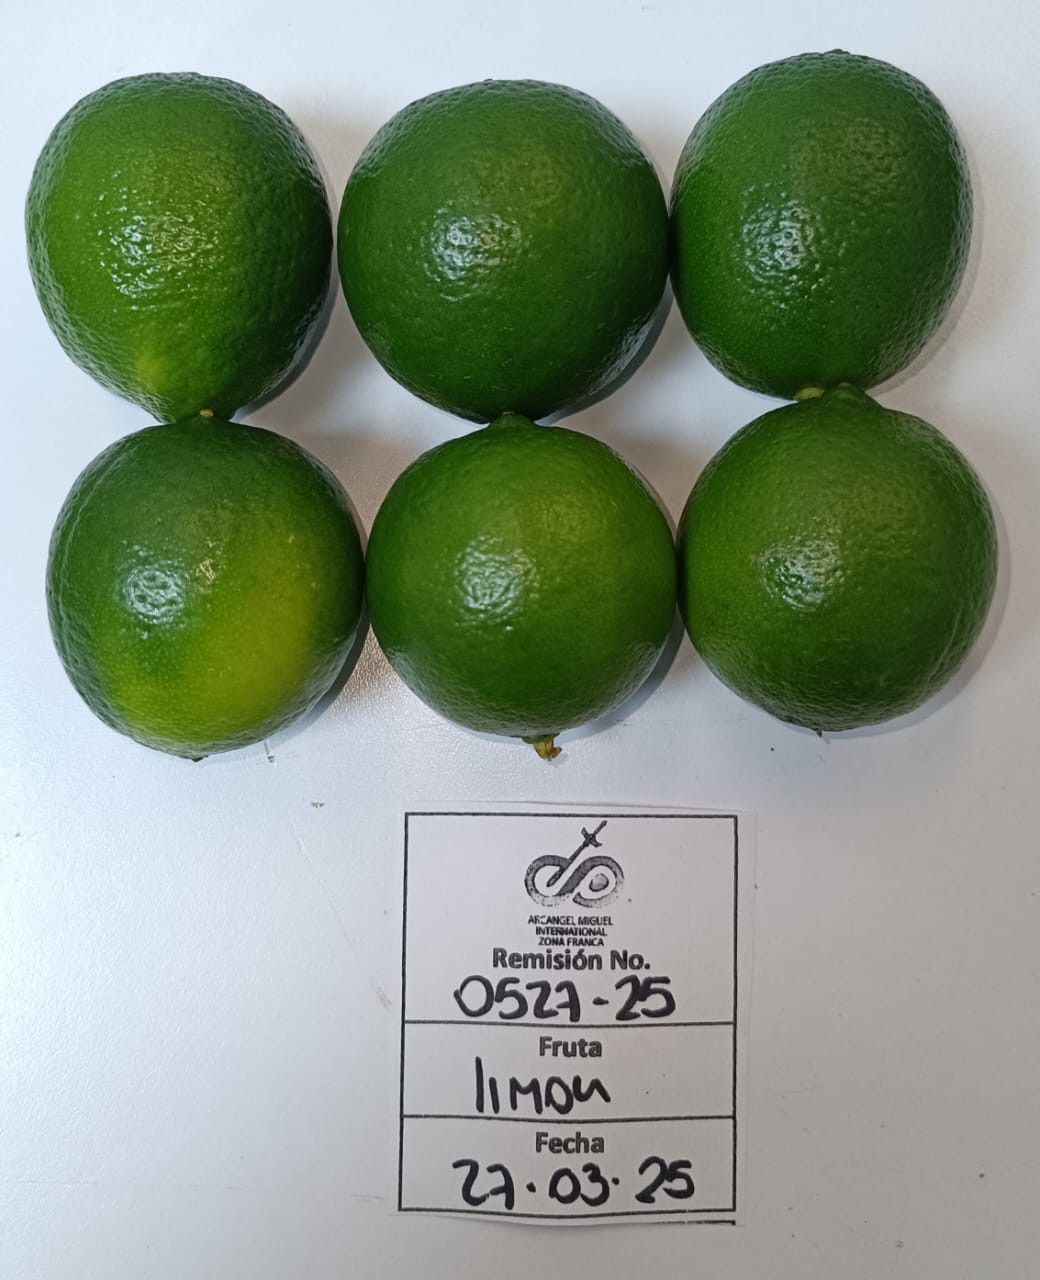 ARCANGEL MIGUEL
INTERNATIONAL
ZONA FRANCA
Remisión No.
0527-25
Fruta
limon
Fecha
27.03.25